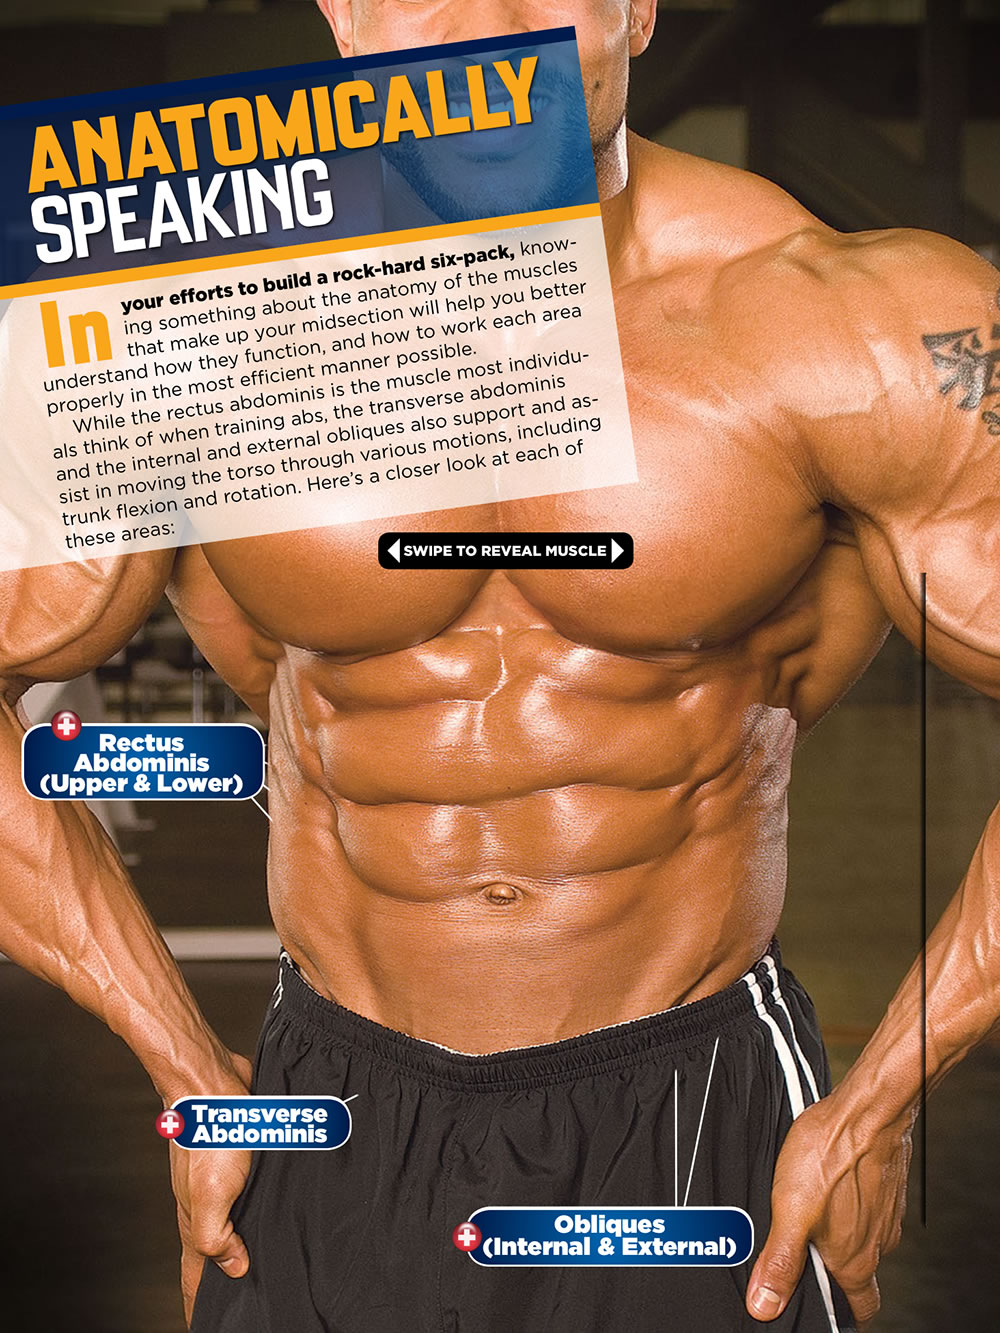 ANATOMICALLY
SPEAKING
In your efforts to build a rock-hard six-pack, know-
ing something about the anatomy of the muscles
that make up your midsection will help you better
understand how they function, and how to work each area
properly in the most efficient manner possible.
While the rectus abdominis is the muscle most individu-
als think of when training abs, the transverse abdominis
and the internal and external obliques also support and as-
sist in moving the torso through various motions, including
trunk flexion and rotation. Here’s a closer look at each of
these areas:
SWIPE TO REVEAL MUSCLE
Rectus
Abdominis
(Upper & Lower)
Transverse
Abdominis
Obliques
(Internal & External)